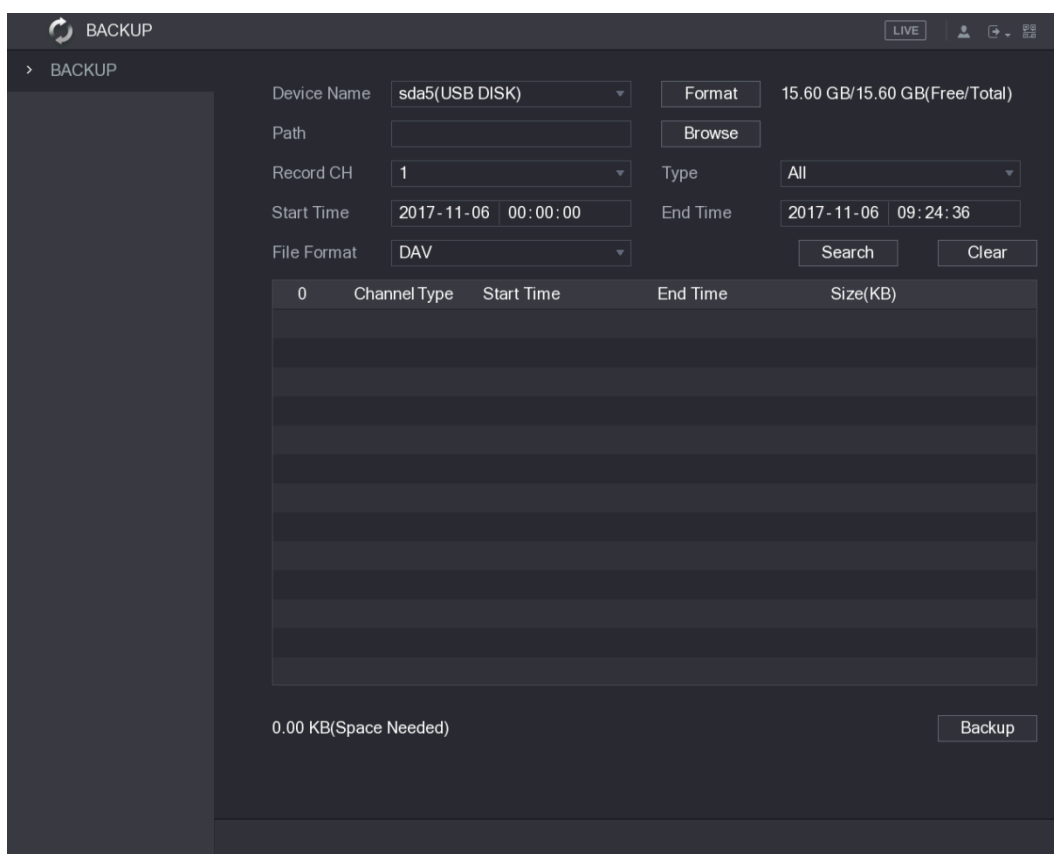 BACKUP LIVE
> BACKUP
Device Name sda5(USB DISK) Format 15.60 GB/15.60 GB(Free/Total)
Path Browse
Record CH 1 Type All
Start Time 2017-11-06 00:00:00 End Time 2017-11-06 09:24:36
File Format DAV Search Clear
0 Channel Type Start Time End Time Size(KB)
0.00 KB(Space Needed) Backup